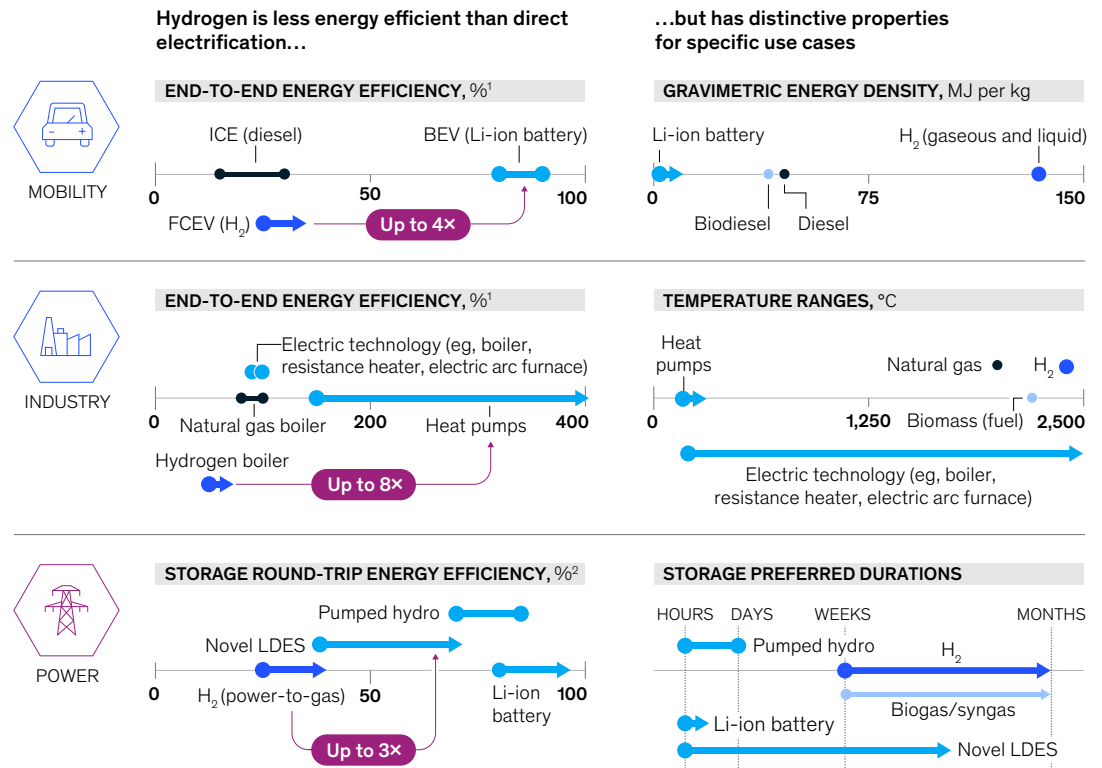 Hydrogen is less energy efficient than direct
electrification…
…but has distinctive properties
for specific use cases
MOBILITY
END-TO-END ENERGY EFFICIENCY, %¹
ICE (diesel)
BEV (Li-ion battery)
0
50
100
FCEV (H₂)
Up to 4×
GRAVIMETRIC ENERGY DENSITY, MJ per kg
Li-ion battery
H₂ (gaseous and liquid)
0
75
150
Biodiesel
Diesel
INDUSTRY
END-TO-END ENERGY EFFICIENCY, %¹
Electric technology (eg, boiler,
resistance heater, electric arc furnace)
0
200
400
Natural gas boiler
Heat pumps
Hydrogen boiler
Up to 8×
TEMPERATURE RANGES, °C
Heat
pumps
Natural gas
H₂
0
1,250
Biomass (fuel)
2,500
Electric technology (eg, boiler,
resistance heater, electric arc furnace)
POWER
STORAGE ROUND-TRIP ENERGY EFFICIENCY, %²
Pumped hydro
Novel LDES
0
50
100
H₂ (power-to-gas)
Li-ion
battery
Up to 3×
STORAGE PREFERRED DURATIONS
HOURS
DAYS
WEEKS
MONTHS
Pumped hydro
H₂
Biogas/syngas
Li-ion battery
Novel LDES